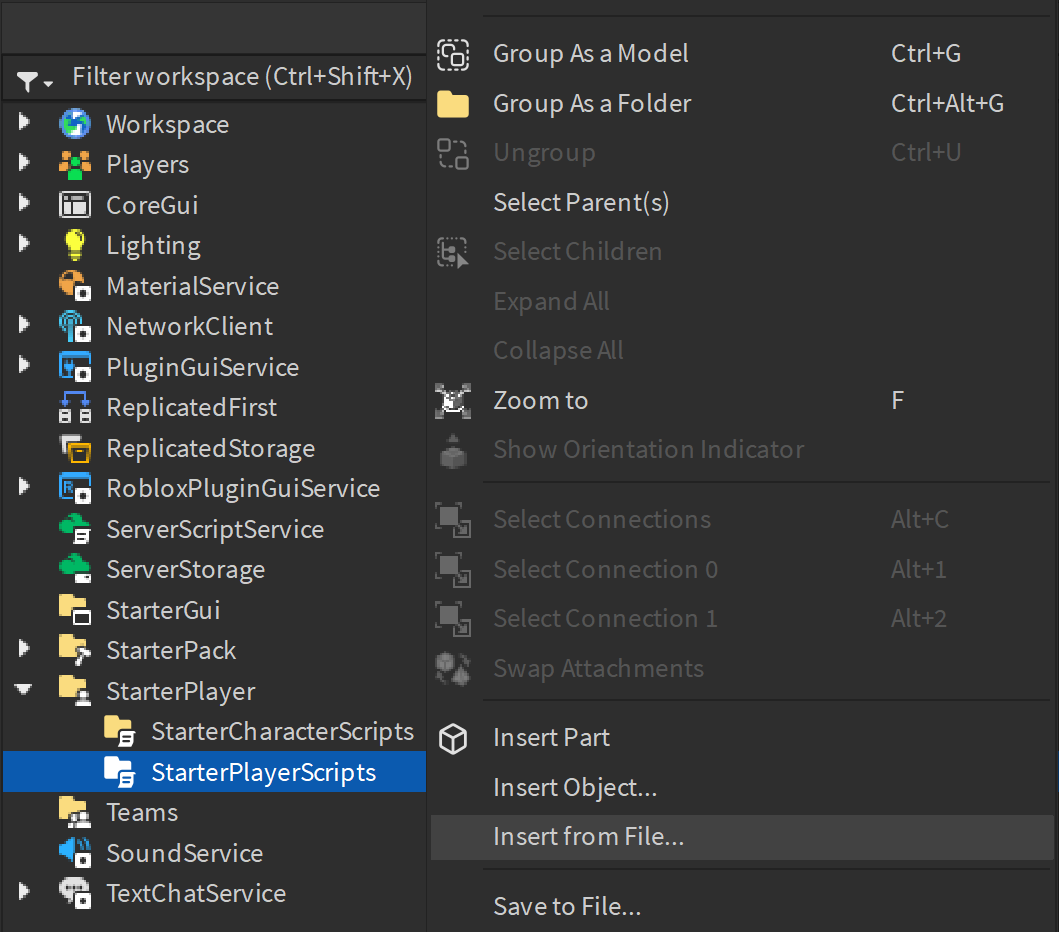 Filter workspace (Ctrl+Shift+X)
Workspace
Players
CoreGui
Lighting
MaterialService
NetworkClient
PluginGuiService
ReplicatedFirst
ReplicatedStorage
RobloxPluginGuiService
ServerScriptService
ServerStorage
StarterGui
StarterPack
StarterPlayer
StarterCharacterScripts
StarterPlayerScripts
Teams
SoundService
TextChatService
Group As a Model Ctrl+G
Group As a Folder Ctrl+Alt+G
Ungroup Ctrl+U
Select Parent(s)
Select Children
Expand All
Collapse All
Zoom to F
Show Orientation Indicator
Select Connections Alt+C
Select Connection 0 Alt+1
Select Connection 1 Alt+2
Swap Attachments
Insert Part
Insert Object...
Insert from File...
Save to File...